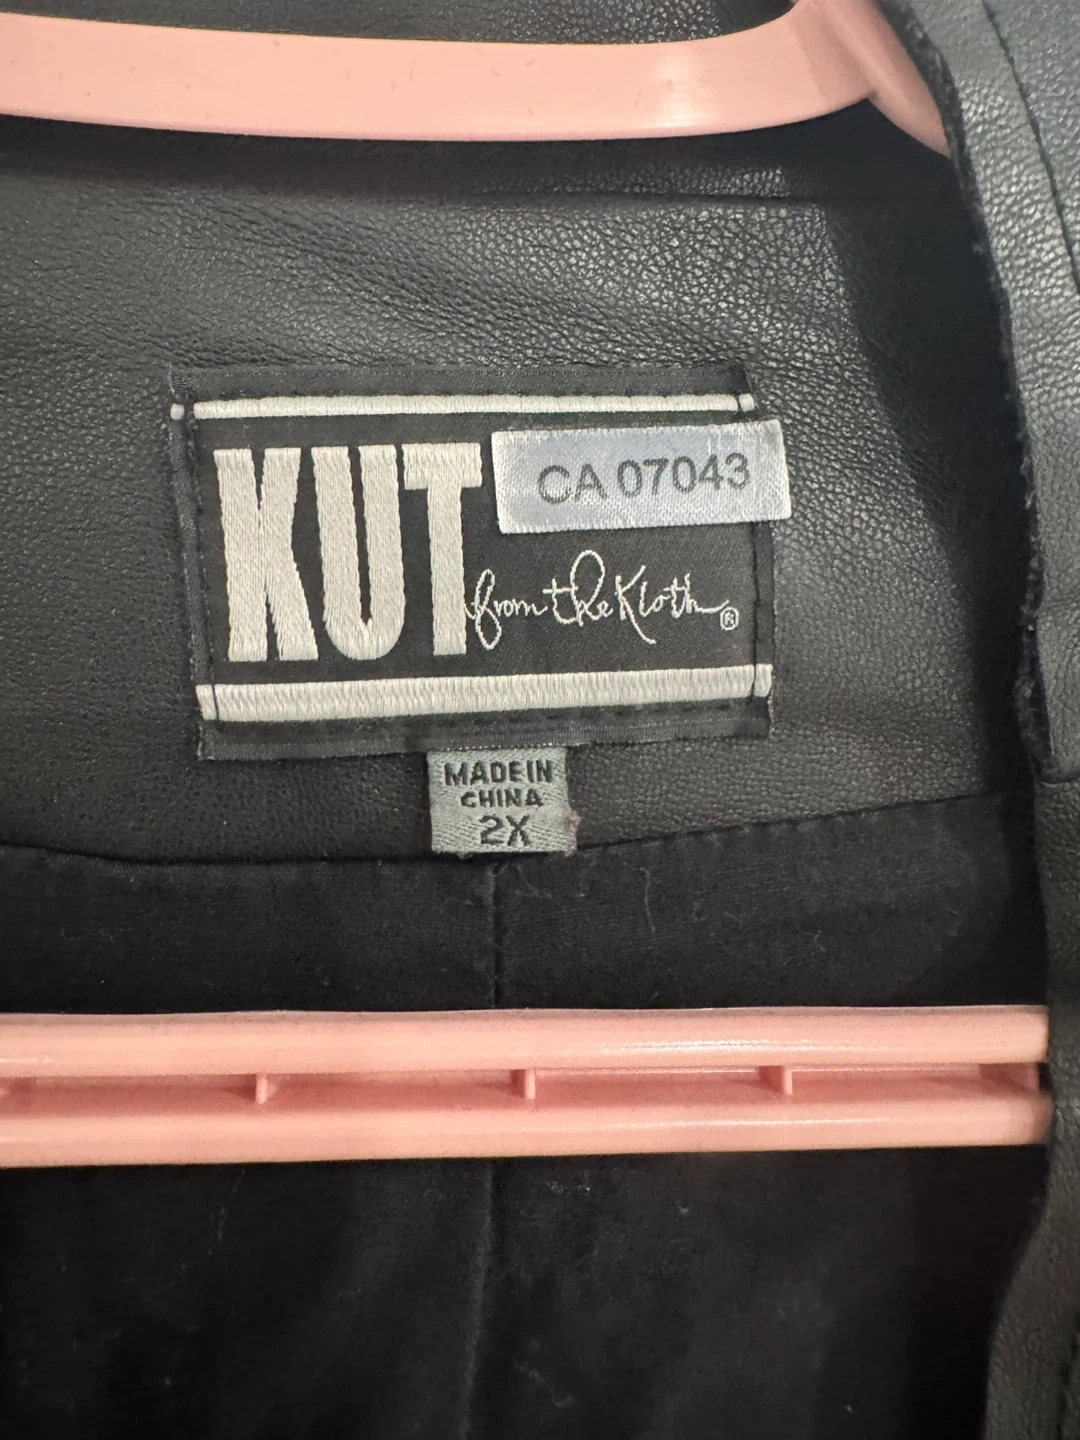 KUT
CA 07043
from the Kloth®
MADE IN
CHINA
2X